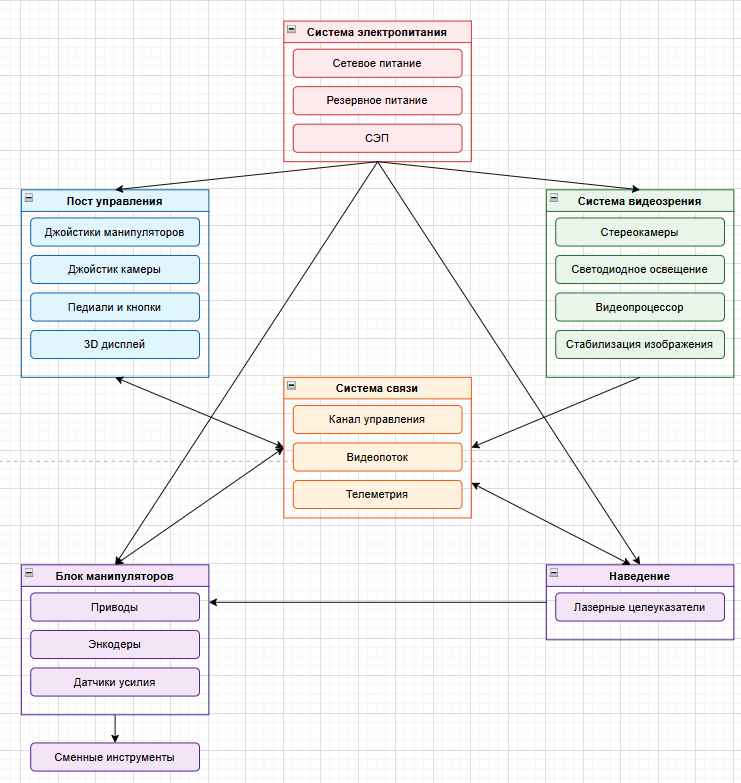 Система электропитания
Сетевое питание
Резервное питание
СЭП
Пост управления
Джойстики манипуляторов
Джойстик камеры
Педиали и кнопки
3D дисплей
Система видеозрения
Стереокамеры
Светодиодное освещение
Видеопроцессор
Стабилизация изображения
Система связи
Канал управления
Видеопоток
Телеметрия
Блок манипуляторов
Приводы
Энкодеры
Датчики усилия
Сменные инструменты
Наведение
Лазерные целеуказатели